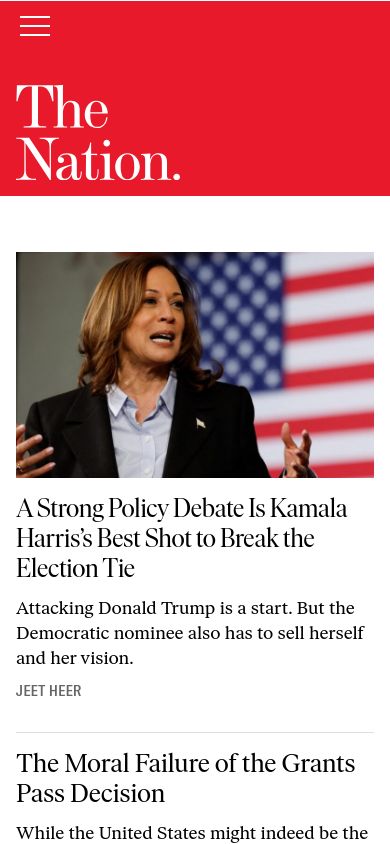 The
Nation.
A Strong Policy Debate Is Kamala
Harris’s Best Shot to Break the
Election Tie
Attacking Donald Trump is a start. But the
Democratic nominee also has to sell herself
and her vision.
JEET HEER
The Moral Failure of the Grants
Pass Decision
While the United States might indeed be the